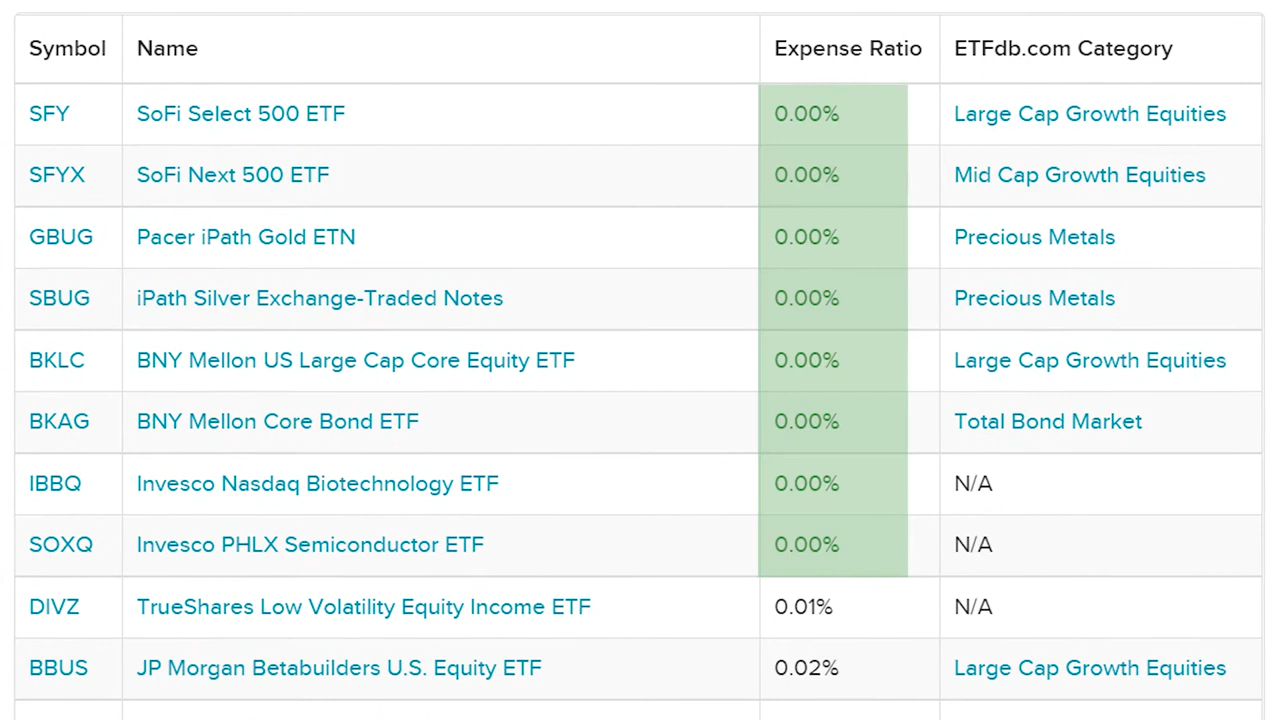 Symbol Name Expense Ratio ETFdb.com Category
SFY SoFi Select 500 ETF 0.00% Large Cap Growth Equities
SFYX SoFi Next 500 ETF 0.00% Mid Cap Growth Equities
GBUG Pacer iPath Gold ETN 0.00% Precious Metals
SBUG iPath Silver Exchange-Traded Notes 0.00% Precious Metals
BKLC BNY Mellon US Large Cap Core Equity ETF 0.00% Large Cap Growth Equities
BKAG BNY Mellon Core Bond ETF 0.00% Total Bond Market
IBBQ Invesco Nasdaq Biotechnology ETF 0.00% N/A
SOXQ Invesco PHLX Semiconductor ETF 0.00% N/A
DIVZ TrueShares Low Volatility Equity Income ETF 0.01% N/A
BBUS JP Morgan Betabuilders U.S. Equity ETF 0.02% Large Cap Growth Equities